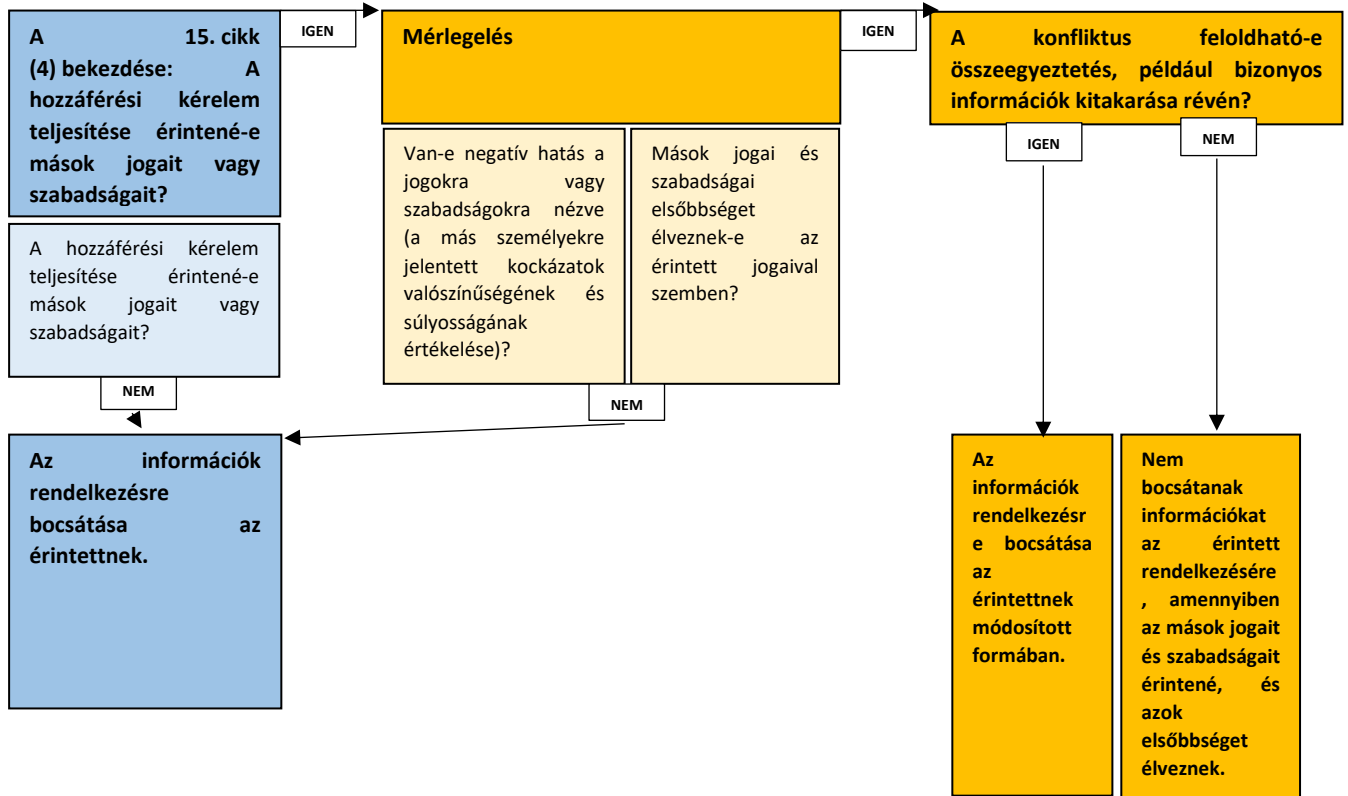 A 15. cikk
(4) bekezdése: A
hozzáférési kérelem
teljesítése érintené-e
mások jogait vagy
szabadságait?
IGEN
Mérlegelés
IGEN
A konfliktus feloldható-e
összeegyeztetés, például bizonyos
információk kitakarása révén?
A hozzáférési kérelem
teljesítése érintené-e
mások jogait vagy
szabadságait?
NEM
Van-e negatív hatás a
jogokra vagy
szabadságokra nézve
(a más személyekre
jelentett kockázatok
valószínűségének és
súlyosságának
értékelése)?
Mások jogai és
szabadságai
elsőbbséget
élveznek-e az
érintett jogaival
szemben?
NEM
IGEN
NEM
Az információk
rendelkezésre
bocsátása az
érintettnek.
Az
információk
rendelkezésr
e bocsátása
az
érintettnek
módosított
formában.
Nem
bocsátanak
információkat
az érintett
rendelkezésére
, amennyiben
az mások jogait
és szabadságait
érintené, és
azok
elsőbbséget
élveznek.